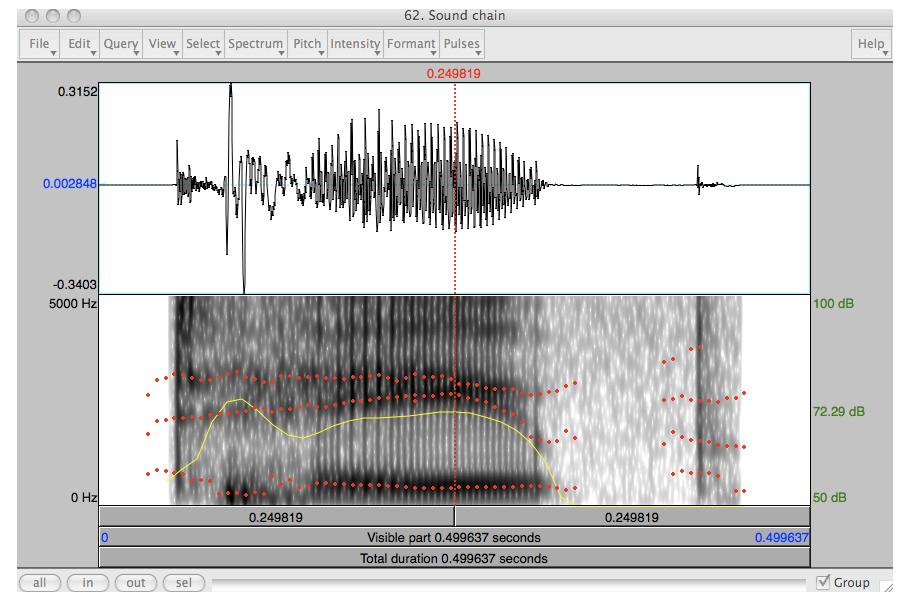 62. Sound chain
File Edit Query View Select Spectrum Pitch Intensity Formant Pulses Help
0.249819
0.3152
0.002848
-0.3403
5000 Hz 100 dB
72.29 dB
0 Hz 50 dB
0.249819 0.249819
0 Visible part 0.499637 seconds 0.499637
Total duration 0.499637 seconds
all in out sel Group